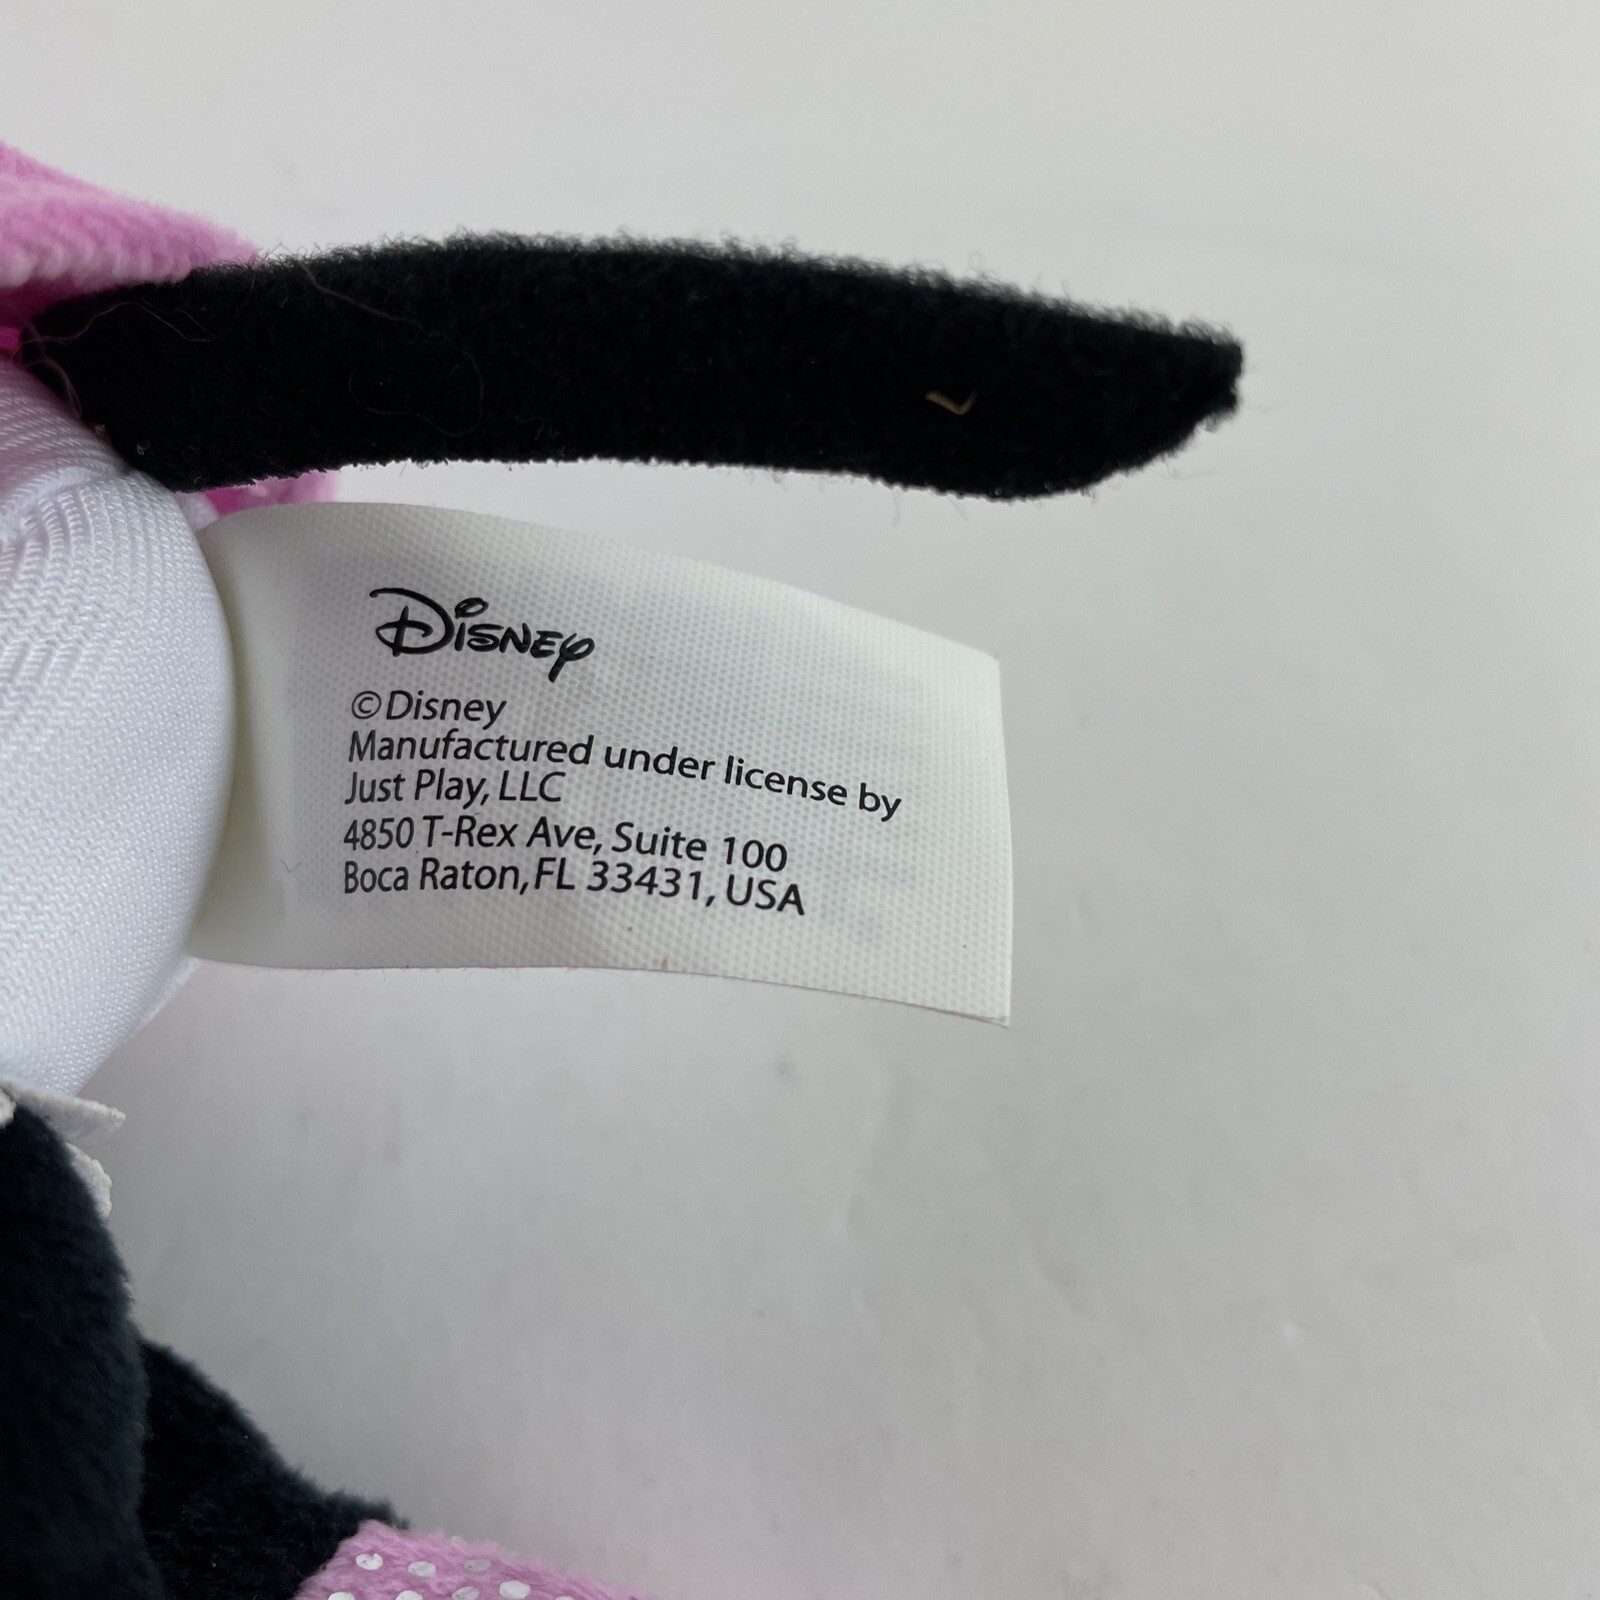 Disney
©Disney
Manufactured under license by
Just Play, LLC
4850 T-Rex Ave, Suite 100
Boca Raton, FL 33431, USA